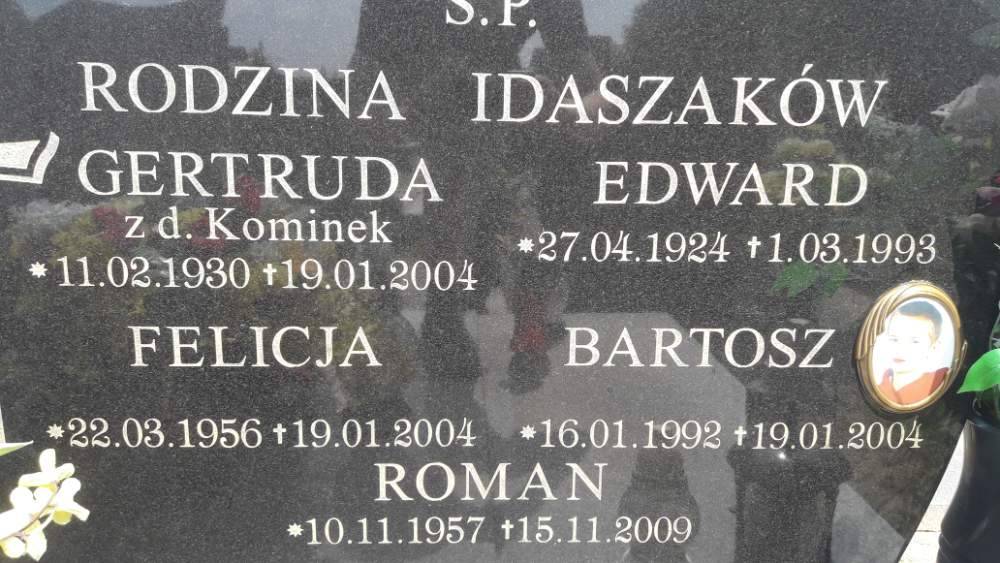 S.P.
RODZINA IDASZAKÓW
GERTRUDA
z d. Kominek
*11.02.1930 †19.01.2004
EDWARD
*27.04.1924 †1.03.1993
FELICJA
*22.03.1956 †19.01.2004
BARTOSZ
*16.01.1992 †19.01.2004
ROMAN
*10.11.1957 †15.11.2009